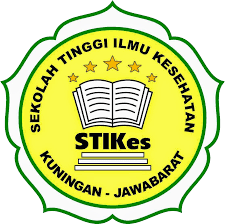 SEKOLAH TINGGI ILMU KESEHATAN
STIKes
KUNINGAN - JAWABARAT